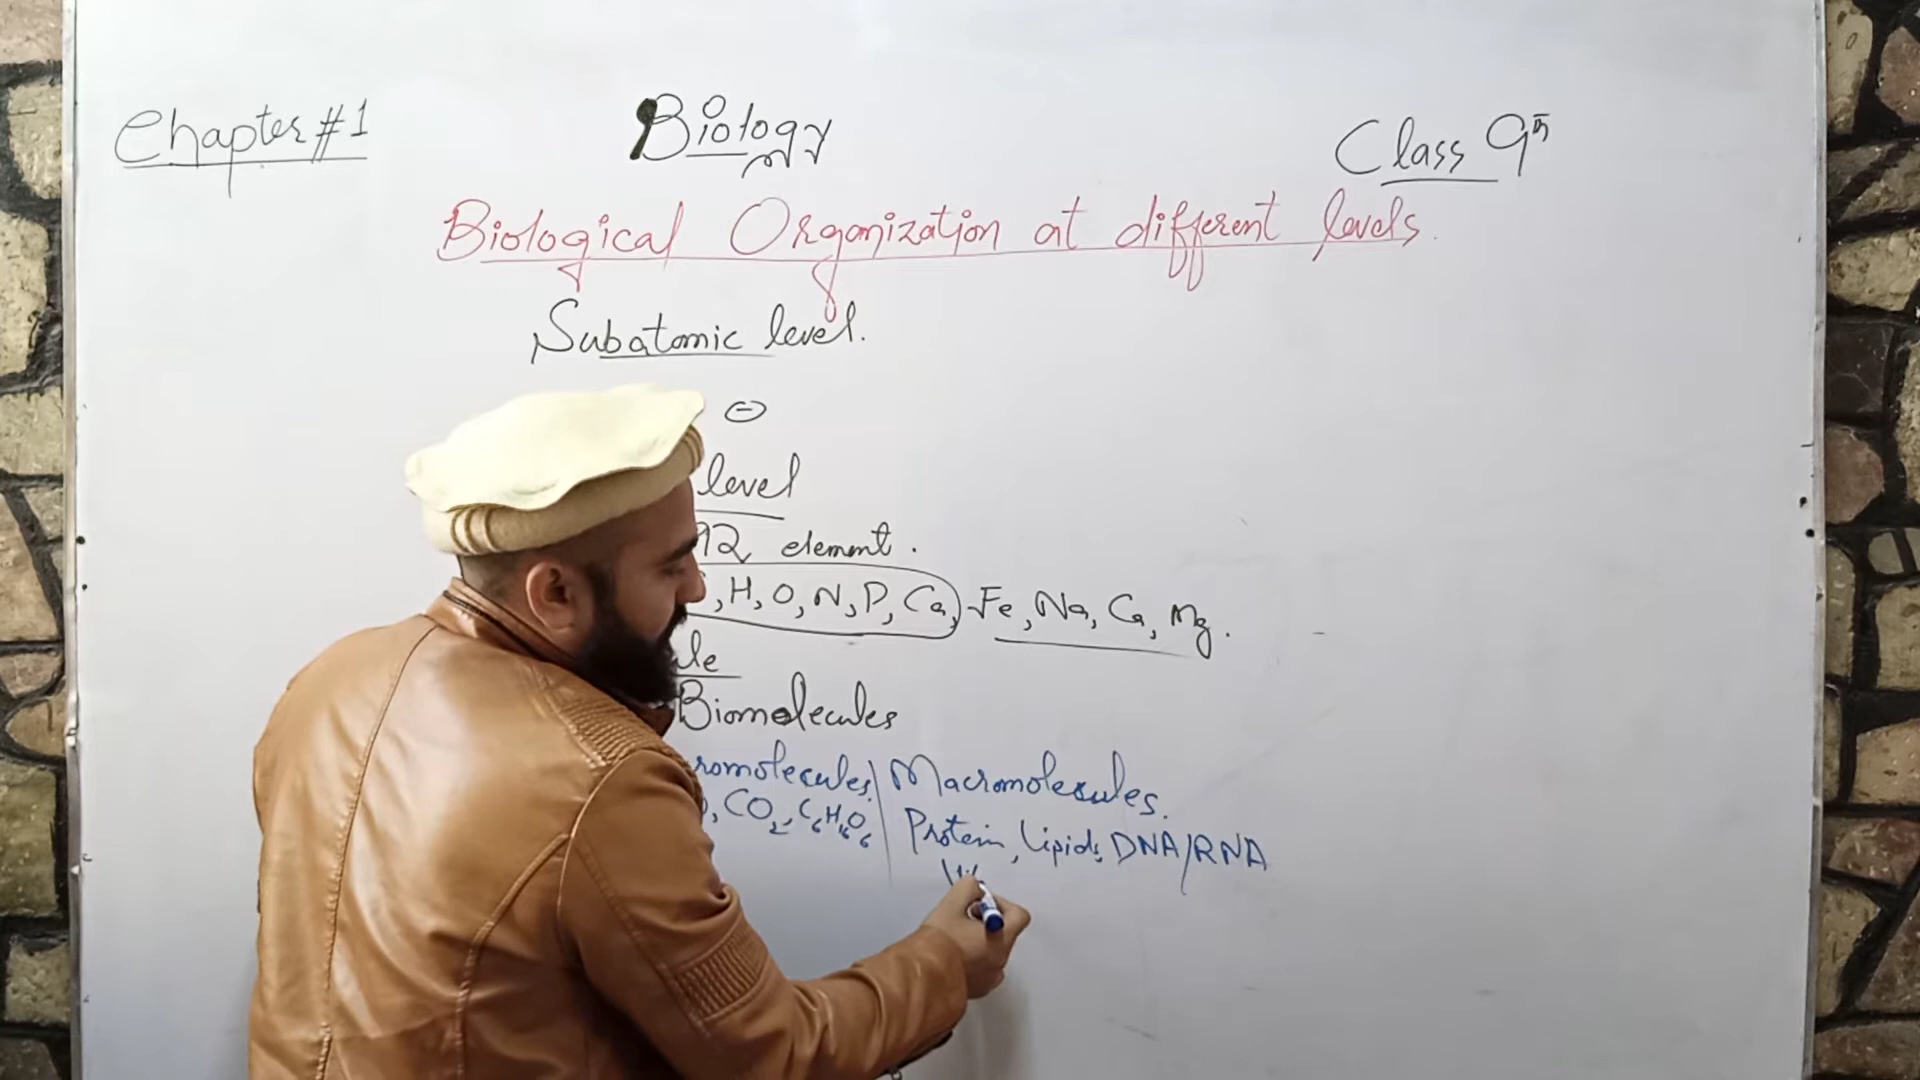 Chapter #1 Biology Class 9th
Biological Organization at different levels.
Subatomic level.
⊖
level
92 element.
, H, O, N, P, Ca, Fe, Na, Ca, Mg.
le
Biomolecules
romolecules / Macromolecules.
, CO₂, / Protein, Lipids, DNA/RNA